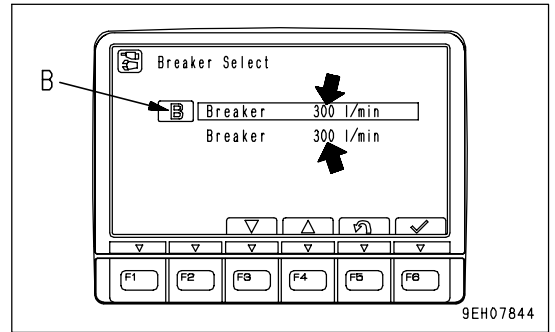 Breaker Select
B
B Breaker 300 l/min
Breaker 300 l/min
F1 F2 F3 F4 F5 F6
9EH07844